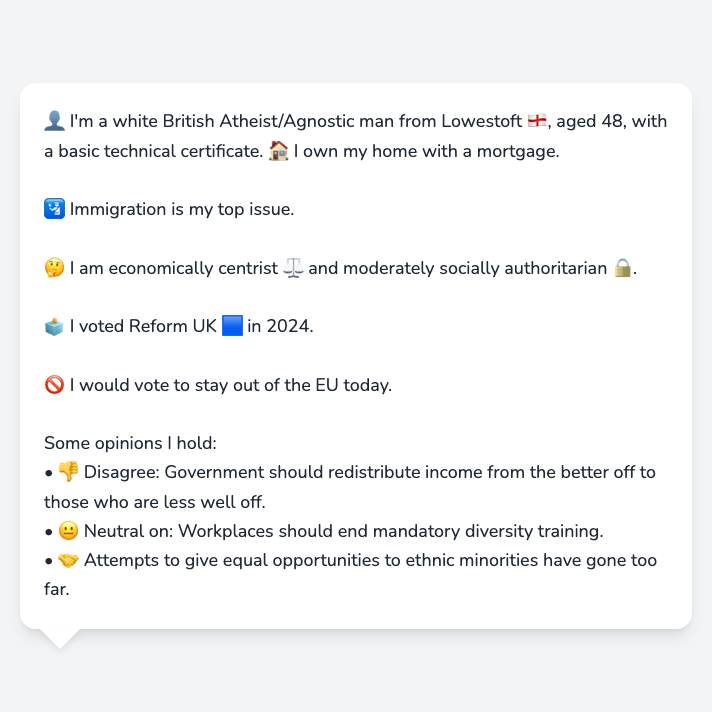 👤 I'm a white British Atheist/Agnostic man from Lowestoft 🏴󠁧󠁢󠁥󠁮󠁧󠁿, aged 48, with
a basic technical certificate. 🏠 I own my home with a mortgage.
🛂 Immigration is my top issue.
🤔 I am economically centrist ⚖️ and moderately socially authoritarian 🔒.
🗳️ I voted Reform UK 🟦 in 2024.
🚫 I would vote to stay out of the EU today.
Some opinions I hold:
• 👎 Disagree: Government should redistribute income from the better off to
those who are less well off.
• 😐 Neutral on: Workplaces should end mandatory diversity training.
• 🤝 Attempts to give equal opportunities to ethnic minorities have gone too
far.